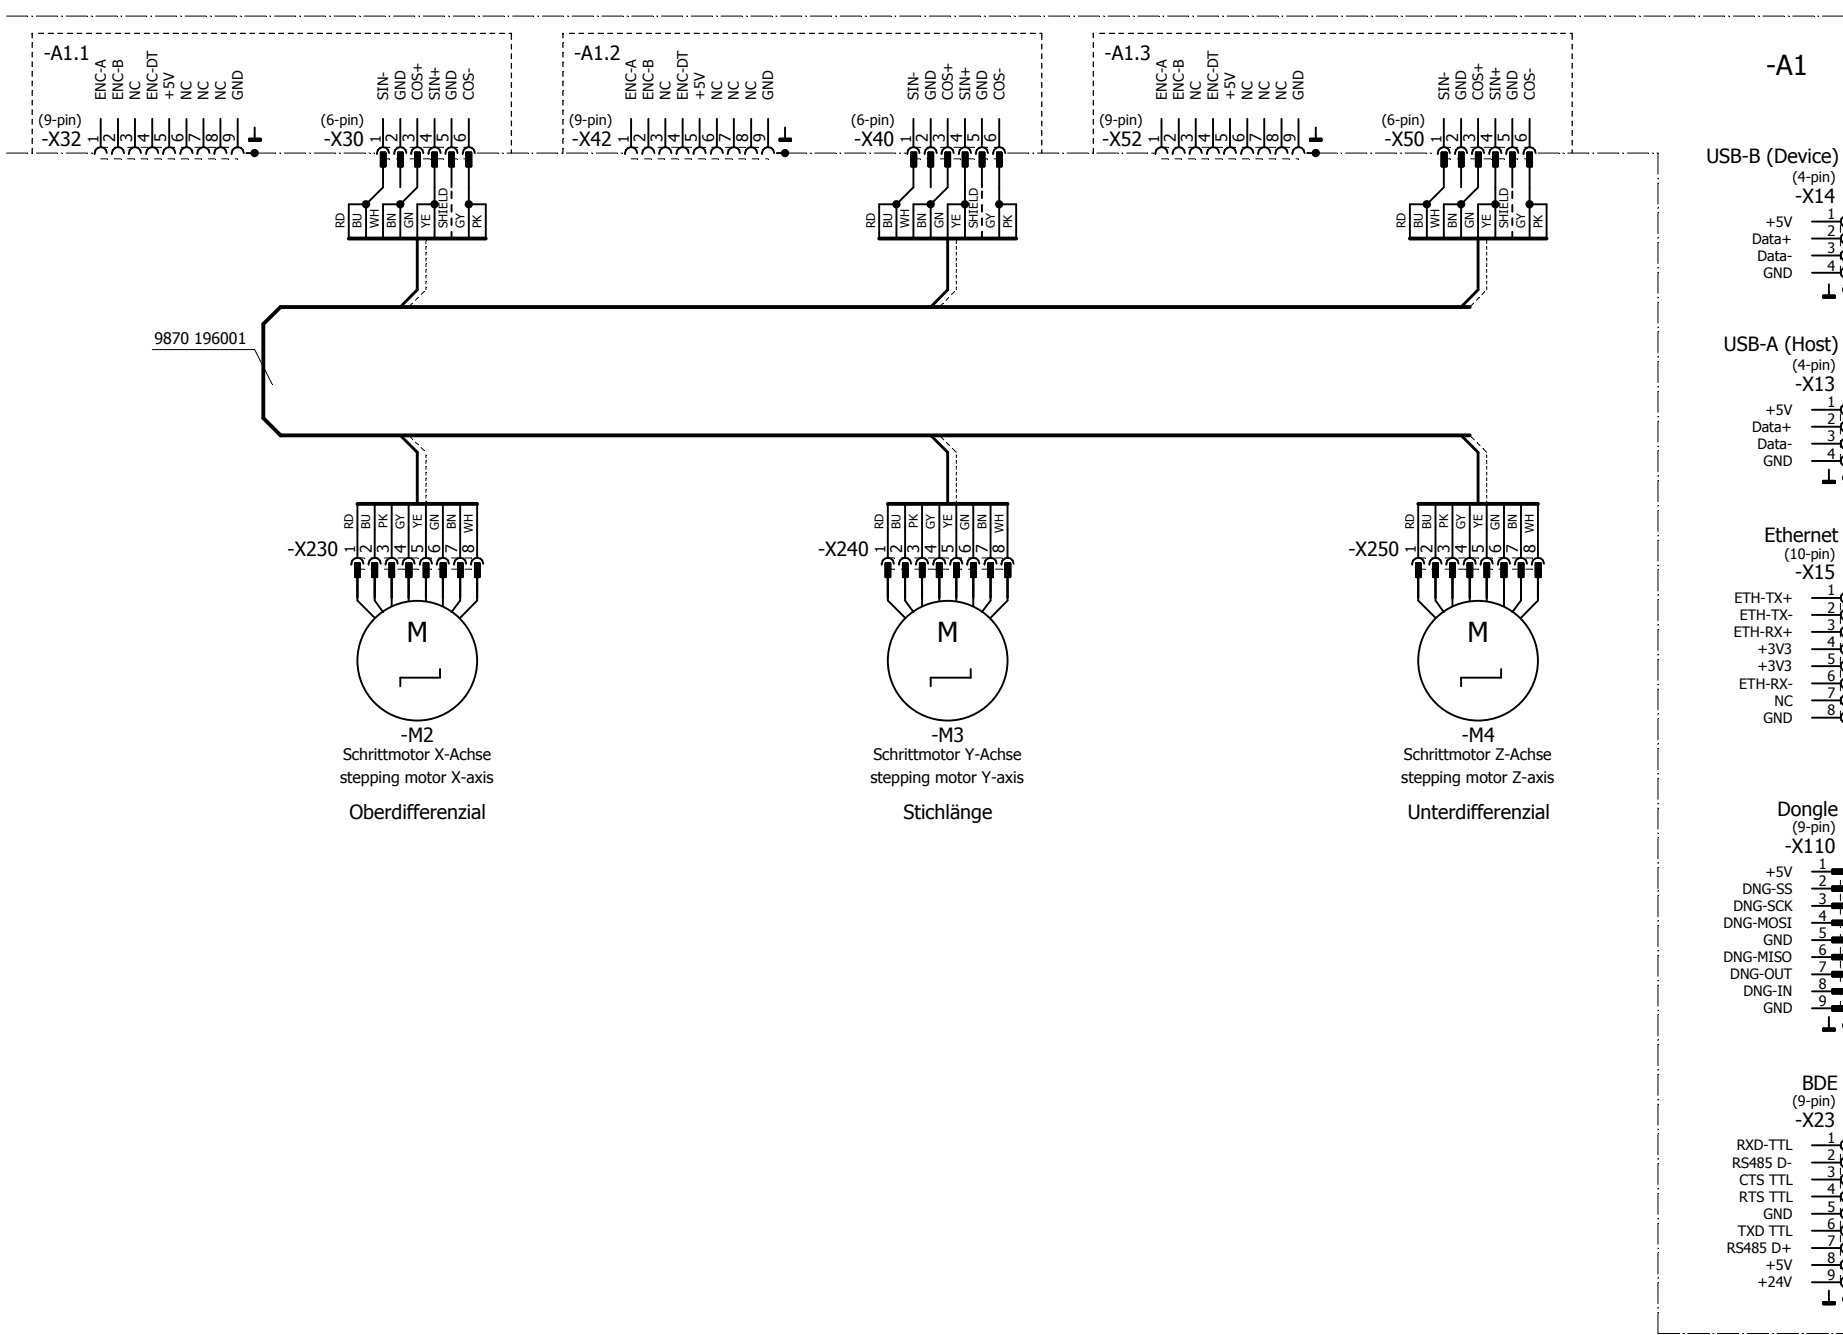 -A1.1
ENC-A
ENC-B
NC
ENC-DT
+5V
NC
NC
NC
GND
(9-pin)
-X32
1 2 3 4 5 6 7 8 9
SIN-
GND
COS+
SIN+
GND
COS-
(6-pin)
-X30
1 2 3 4 5 6
RD BU WH BN GN YE SHIELD GY PK
-A1.2
ENC-A
ENC-B
NC
ENC-DT
+5V
NC
NC
NC
GND
(9-pin)
-X42
1 2 3 4 5 6 7 8 9
SIN-
GND
COS+
SIN+
GND
COS-
(6-pin)
-X40
1 2 3 4 5 6
RD BU WH BN GN YE SHIELD GY PK
-A1.3
ENC-A
ENC-B
NC
ENC-DT
+5V
NC
NC
NC
GND
(9-pin)
-X52
1 2 3 4 5 6 7 8 9
SIN-
GND
COS+
SIN+
GND
COS-
(6-pin)
-X50
1 2 3 4 5 6
RD BU WH BN GN YE SHIELD GY PK
9870 196001
RD BU PK GY YE GN BN WH
-X230 1 2 3 4 5 6 7 8
M
-M2
Schrittmotor X-Achse
stepping motor X-axis
Oberdifferenzial
RD BU PK GY YE GN BN WH
-X240 1 2 3 4 5 6 7 8
M
-M3
Schrittmotor Y-Achse
stepping motor Y-axis
Stichlänge
RD BU PK GY YE GN BN WH
-X250 1 2 3 4 5 6 7 8
M
-M4
Schrittmotor Z-Achse
stepping motor Z-axis
Unterdifferenzial
-A1
USB-B (Device)
(4-pin)
-X14
+5V 1
Data+ 2
Data- 3
GND 4
USB-A (Host)
(4-pin)
-X13
+5V 1
Data+ 2
Data- 3
GND 4
Ethernet
(10-pin)
-X15
ETH-TX+ 1
ETH-TX- 2
ETH-RX+ 3
+3V3 4
+3V3 5
ETH-RX- 6
NC 7
GND 8
Dongle
(9-pin)
-X110
+5V 1
DNG-SS 2
DNG-SCK 3
DNG-MOSI 4
GND 5
DNG-MISO 6
DNG-OUT 7
DNG-IN 8
GND 9
BDE
(9-pin)
-X23
RXD-TTL 1
RS485 D- 2
CTS TTL 3
RTS TTL 4
GND 5
TXD TTL 6
RS485 D+ 7
+5V 8
+24V 9